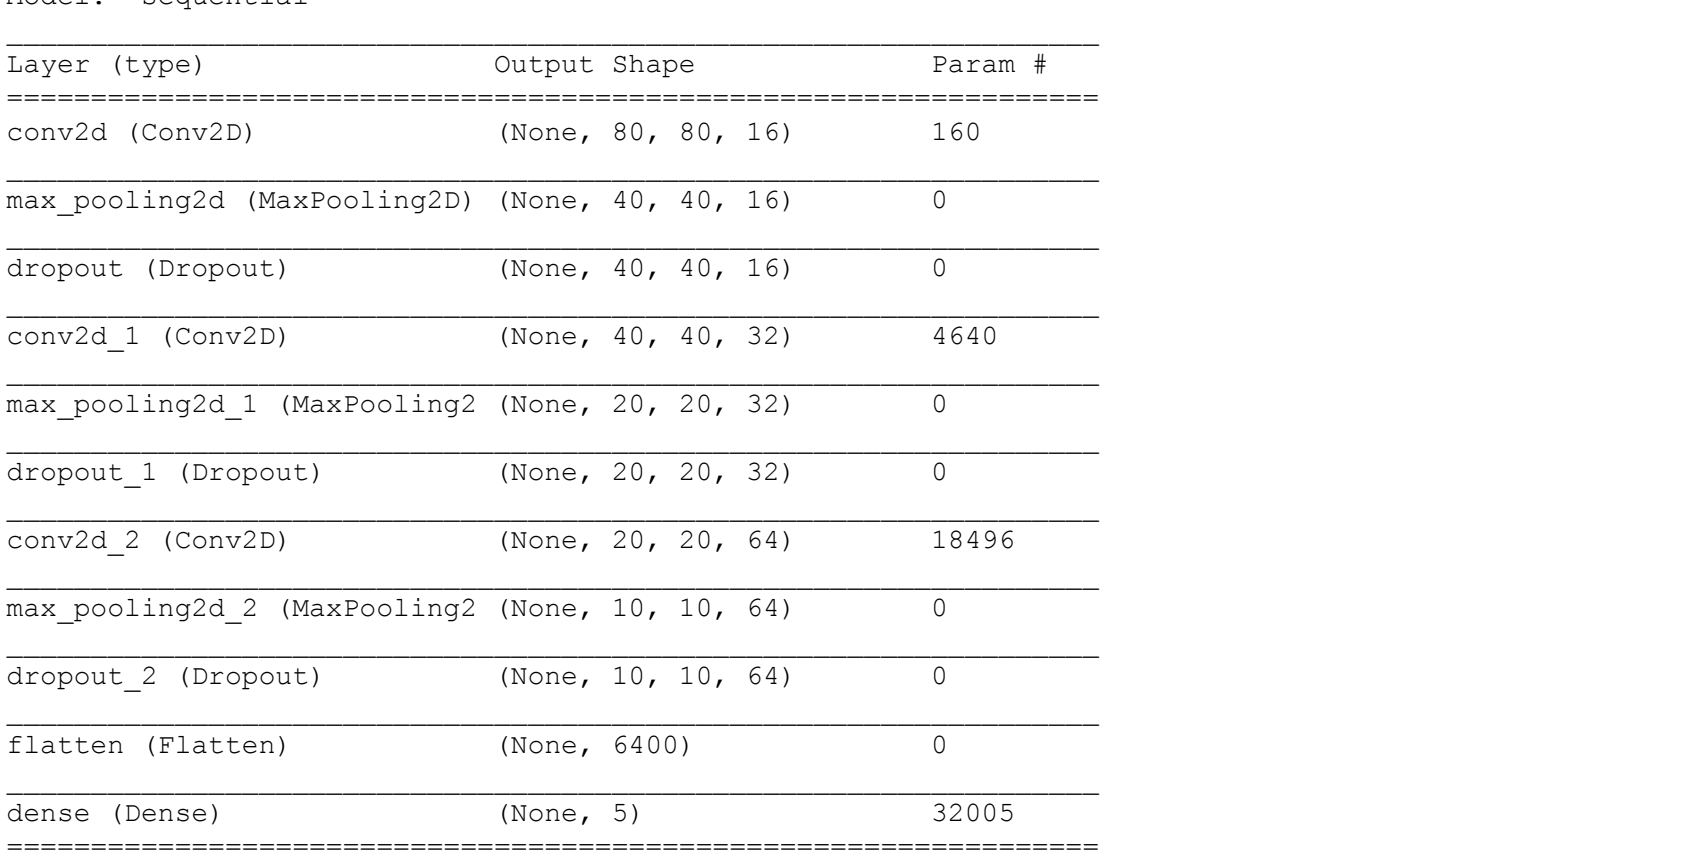 Model: "sequential"
_________________________________________________________________
Layer (type)                 Output Shape              Param #
=================================================================
conv2d (Conv2D)              (None, 80, 80, 16)        160
_________________________________________________________________
max_pooling2d (MaxPooling2D) (None, 40, 40, 16)        0
_________________________________________________________________
dropout (Dropout)            (None, 40, 40, 16)        0
_________________________________________________________________
conv2d_1 (Conv2D)            (None, 40, 40, 32)        4640
_________________________________________________________________
max_pooling2d_1 (MaxPooling2 (None, 20, 20, 32)        0
_________________________________________________________________
dropout_1 (Dropout)          (None, 20, 20, 32)        0
_________________________________________________________________
conv2d_2 (Conv2D)            (None, 20, 20, 64)        18496
_________________________________________________________________
max_pooling2d_2 (MaxPooling2 (None, 10, 10, 64)        0
_________________________________________________________________
dropout_2 (Dropout)          (None, 10, 10, 64)        0
_________________________________________________________________
flatten (Flatten)            (None, 6400)              0
_________________________________________________________________
dense (Dense)                (None, 5)                 32005
=================================================================